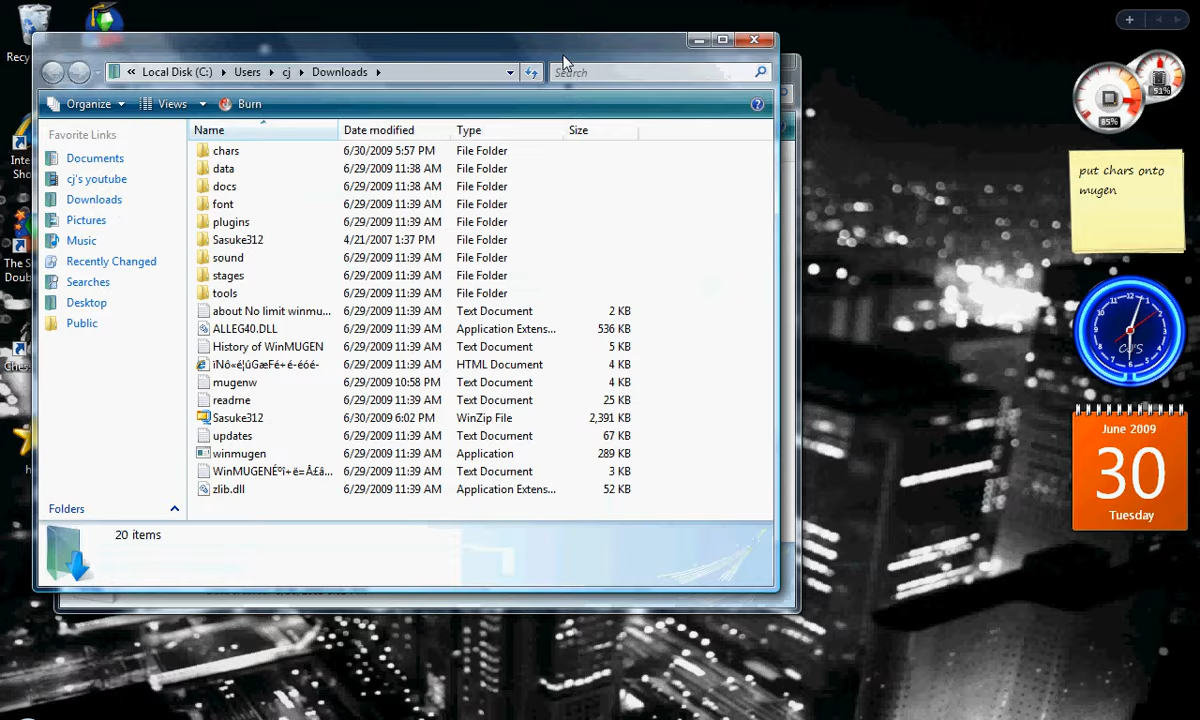 Recy
Local Disk (C:) Users cj Downloads
Search
Organize Views Burn
Favorite Links
Documents
cj's youtube
Downloads
Pictures
Music
Recently Changed
Searches
Desktop
Public
Folders
Name Date modified Type Size
chars 6/30/2009 5:57 PM File Folder
data 6/29/2009 11:38 AM File Folder
docs 6/29/2009 11:38 AM File Folder
font 6/29/2009 11:39 AM File Folder
plugins 6/29/2009 11:39 AM File Folder
Sasuke312 4/21/2007 1:37 PM File Folder
sound 6/29/2009 11:39 AM File Folder
stages 6/29/2009 11:39 AM File Folder
tools 6/29/2009 11:39 AM File Folder
about No limit winmu... 6/29/2009 11:39 AM Text Document 2 KB
ALLEG40.DLL 6/29/2009 11:39 AM Application Extens... 536 KB
History of WinMUGEN 6/29/2009 11:39 AM Text Document 5 KB
6/29/2009 11:39 AM HTML Document 4 KB
mugenw 6/29/2009 10:58 PM Text Document 4 KB
readme 6/29/2009 11:39 AM Text Document 25 KB
Sasuke312 6/30/2009 6:02 PM WinZip File 2,391 KB
updates 6/29/2009 11:39 AM Text Document 67 KB
winmugen 6/29/2009 11:39 AM Application 289 KB
6/29/2009 11:39 AM Text Document 3 KB
zlib.dll 6/29/2009 11:39 AM Application Extens... 52 KB
20 items
Inte
Sho
The S
Doub
51%
85%
put chars onto
mugen
CJ'S
June 2009
30
Tuesday